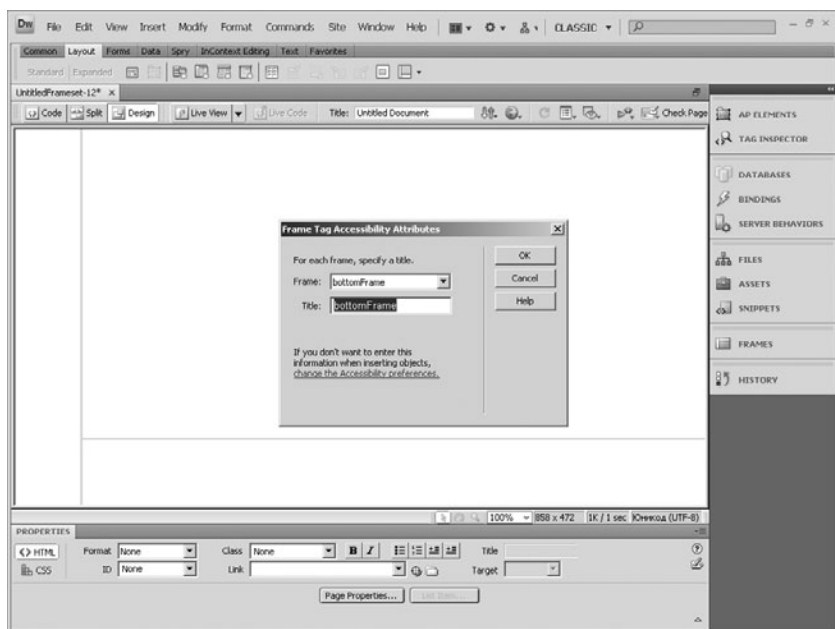 Dw File Edit View Insert Modify Format Commands Site Window Help CLASSIC
Common Layout Forms Data Spry InContext Editing Text Favorites
Standard Expanded
UntitledFrameset-12*
Code Split Design Live View Live Code Title: Untitled Document Check Page
AP ELEMENTS
TAG INSPECTOR
DATABASES
BINDINGS
SERVER BEHAVIORS
FILES
ASSETS
SNIPPETS
FRAMES
HISTORY
Frame Tag Accessibility Attributes
For each frame, specify a title.
Frame: bottomFrame
Title: bottomFrame
If you don't want to enter this
information when inserting objects,
change the Accessibility preferences.
OK
Cancel
Help
100% 858 x 472 1K / 1 sec Юникод (UTF-8)
PROPERTIES
<> HTML Format None Class None B I Title
CSS ID None Link Target
Page Properties... List Item...